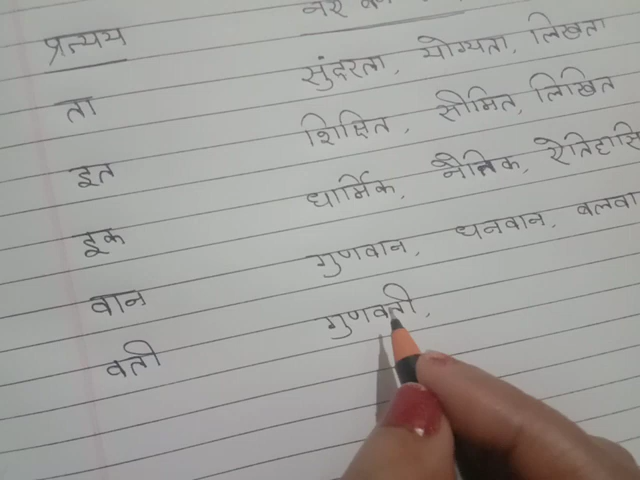 प्रत्यय
ता सुंदरता, योग्यता, लिखता
इत शिक्षित, सीमित, लिखित
इक धार्मिक, नैतिक,
वान गुणवान, धनवान,
वती गुणवती,